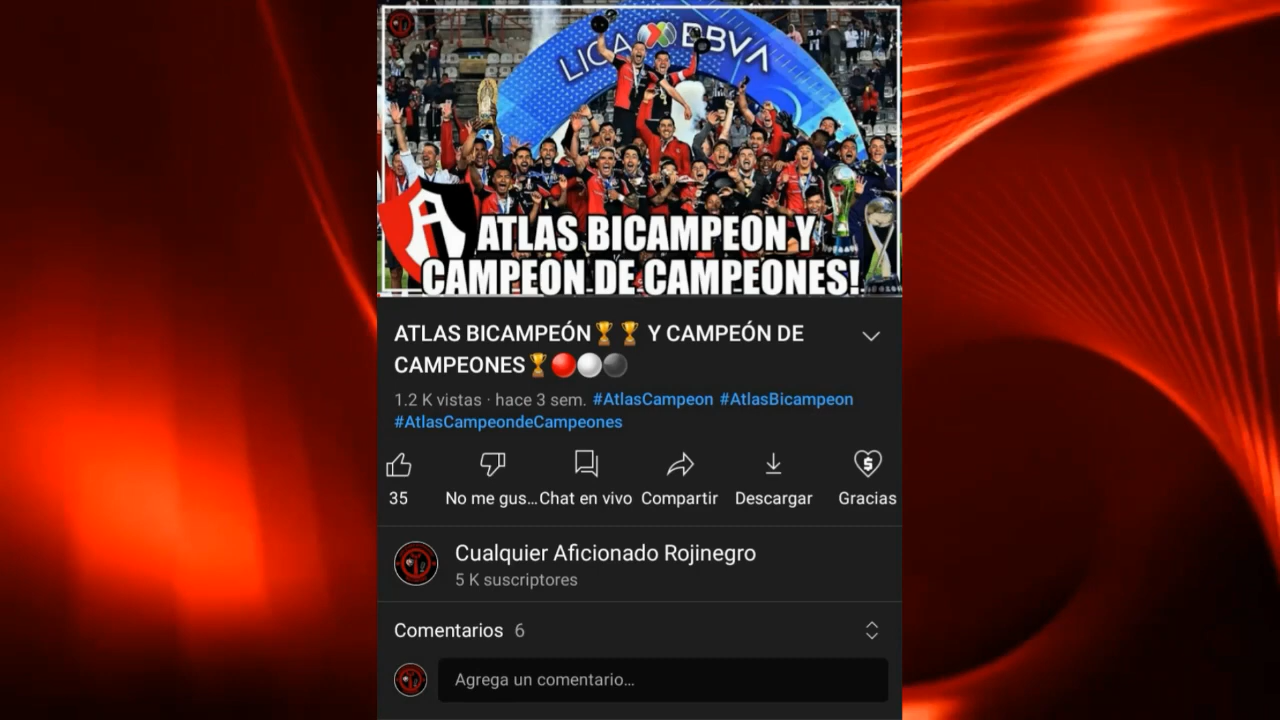 LIGA BBVA
ATLAS BICAMPEON Y
CAMPEON DE CAMPEONES!
ATLAS BICAMPEÓN🏆🏆 Y CAMPEÓN DE
CAMPEONES🏆🔴⚪⚫
1.2 K vistas · hace 3 sem. #AtlasCampeon #AtlasBicampeon
#AtlasCampeondeCampeones
35 No me gus... Chat en vivo Compartir Descargar Gracias
Cualquier Aficionado Rojinegro
5 K suscriptores
Comentarios 6
Agrega un comentario...